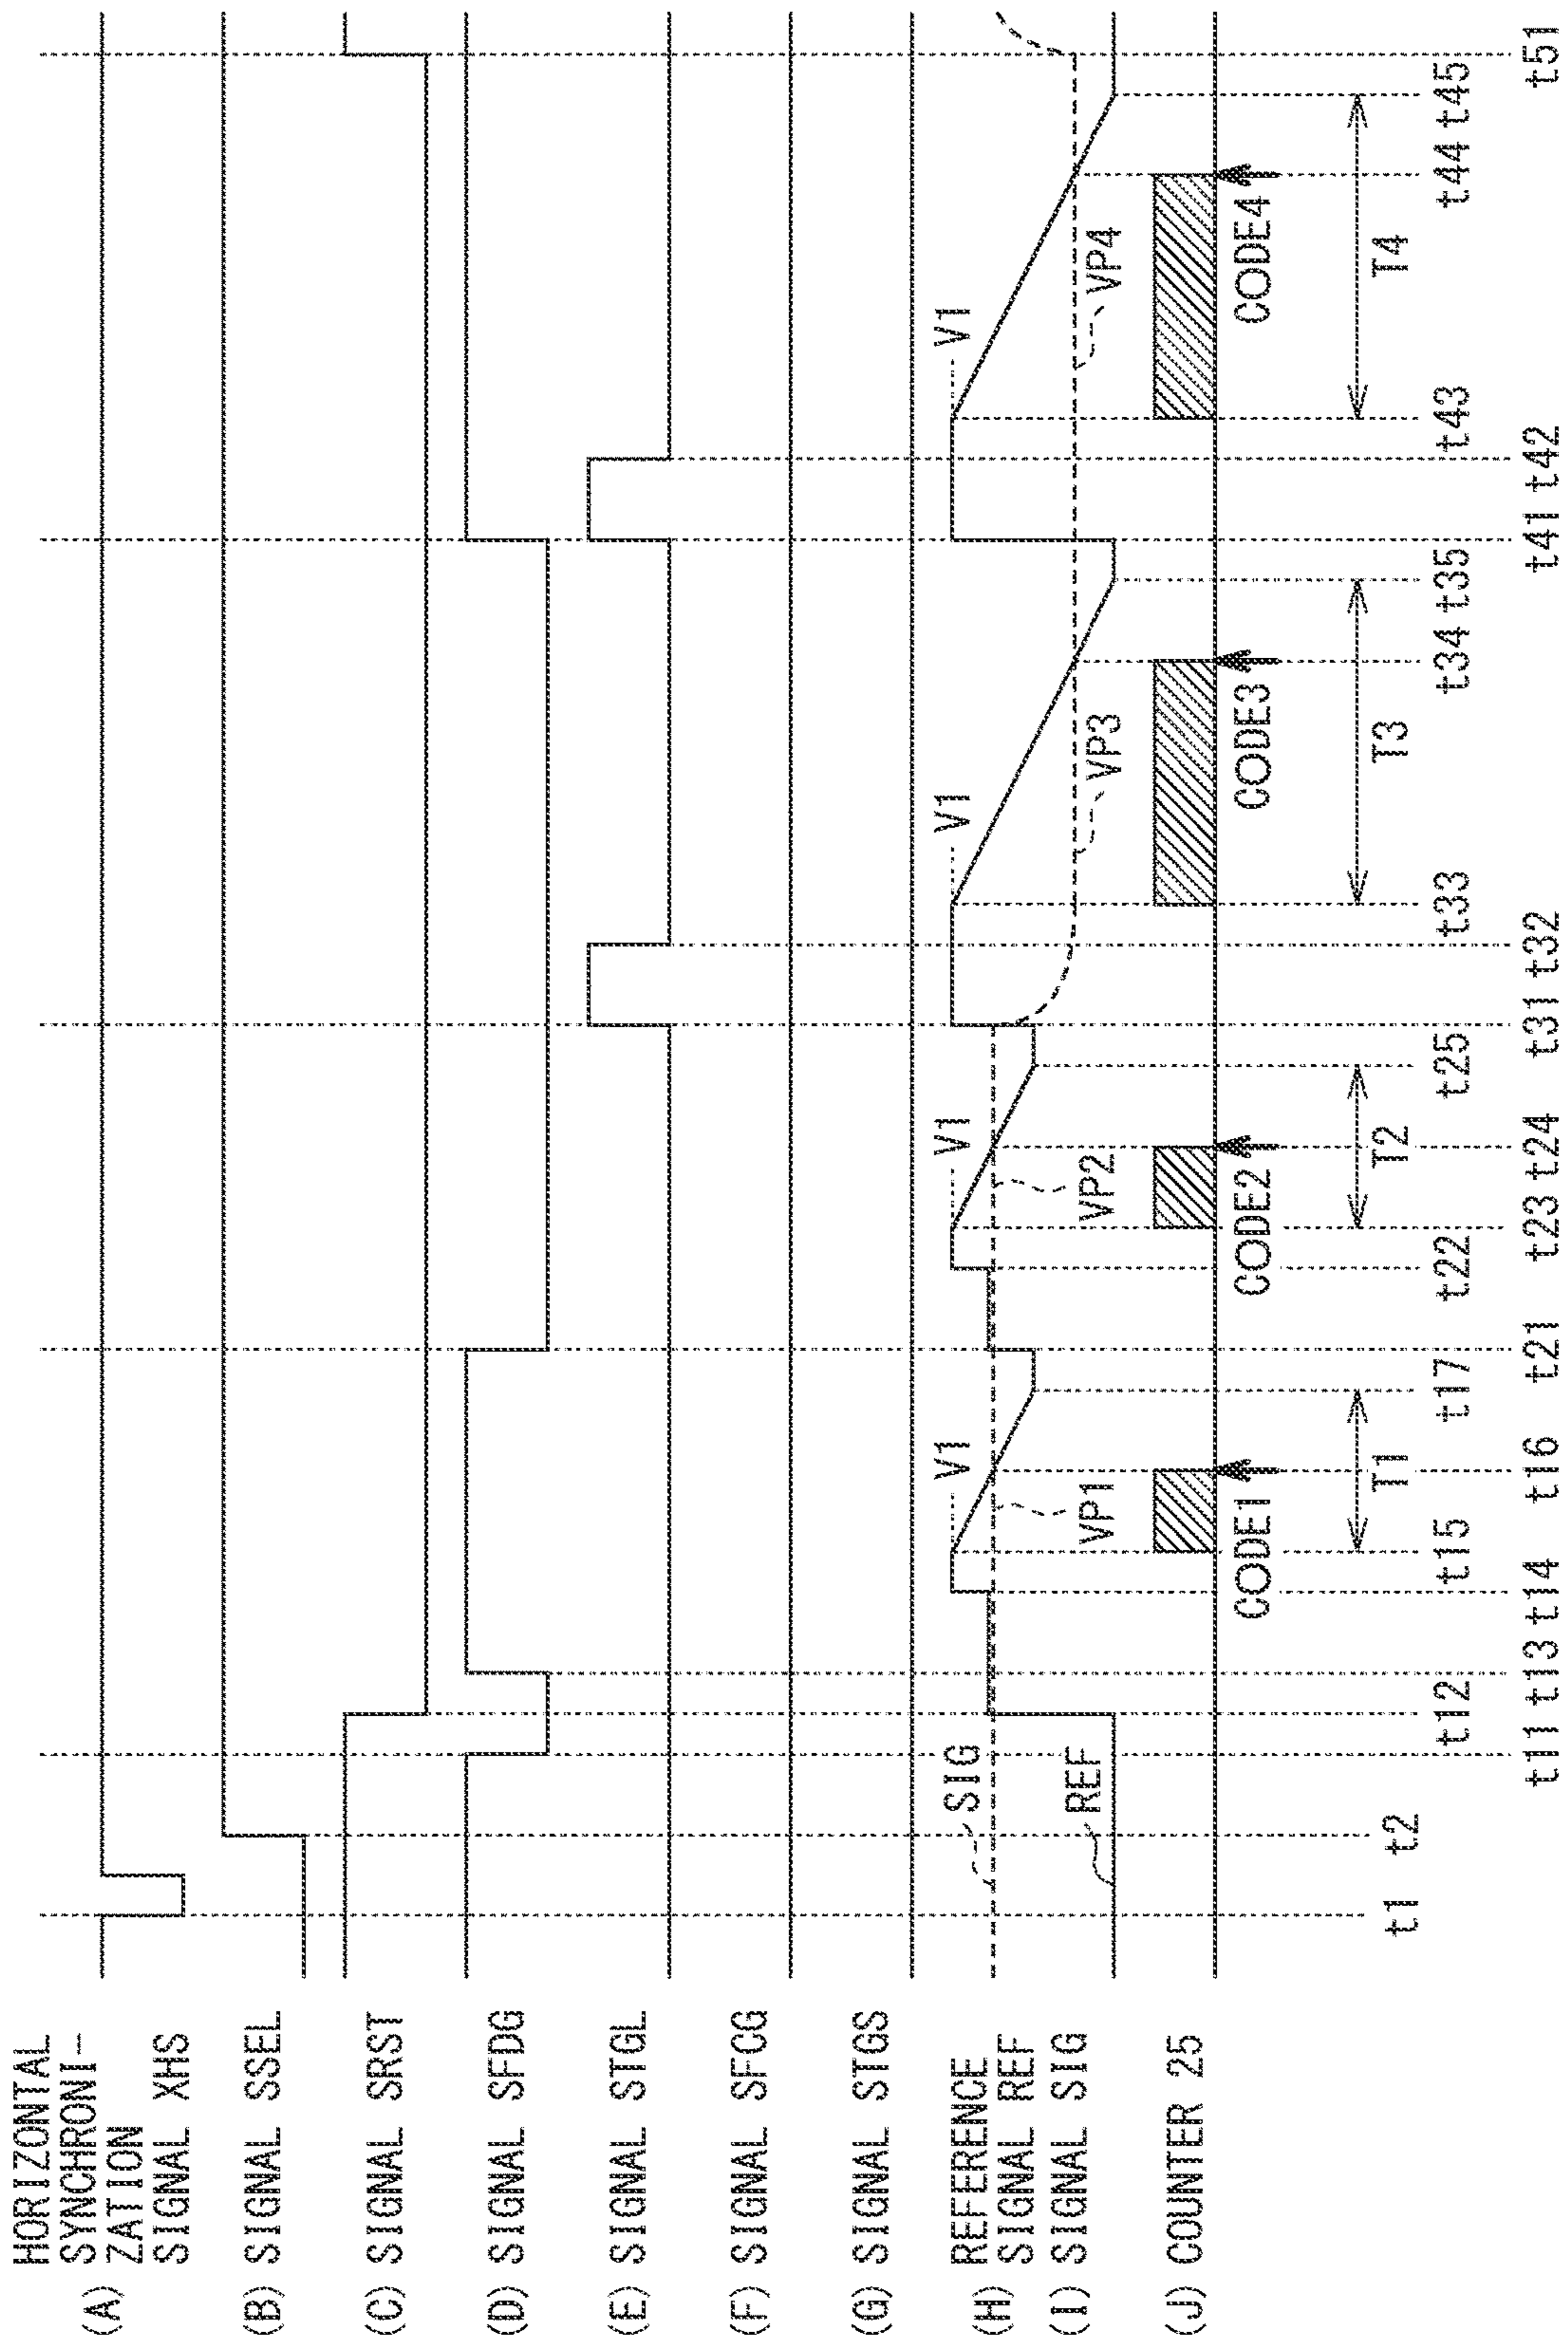 HORIZONTAL
SYNCHRONI-
ZATION
(A) SIGNAL XHS
(B) SIGNAL SSEL
(C) SIGNAL SRST
(D) SIGNAL SFDG
(E) SIGNAL STGL
(F) SIGNAL SFCG
(G) SIGNAL STGS
REFERENCE
(H) SIGNAL REF
(I) SIGNAL SIG
(J) COUNTER 25
SIG
REF
V1
V1
V1
V1
VP1
VP2
VP3
VP4
CODE1
CODE2
CODE3
CODE4
T1
T2
T3
T4
t1 t2
t12 t15 t17 t22 t25 t33 t34 t35 t43 t44 t45
t11 t13 t14 t16 t21 t23 t24 t31 t32 t41 t42 t51